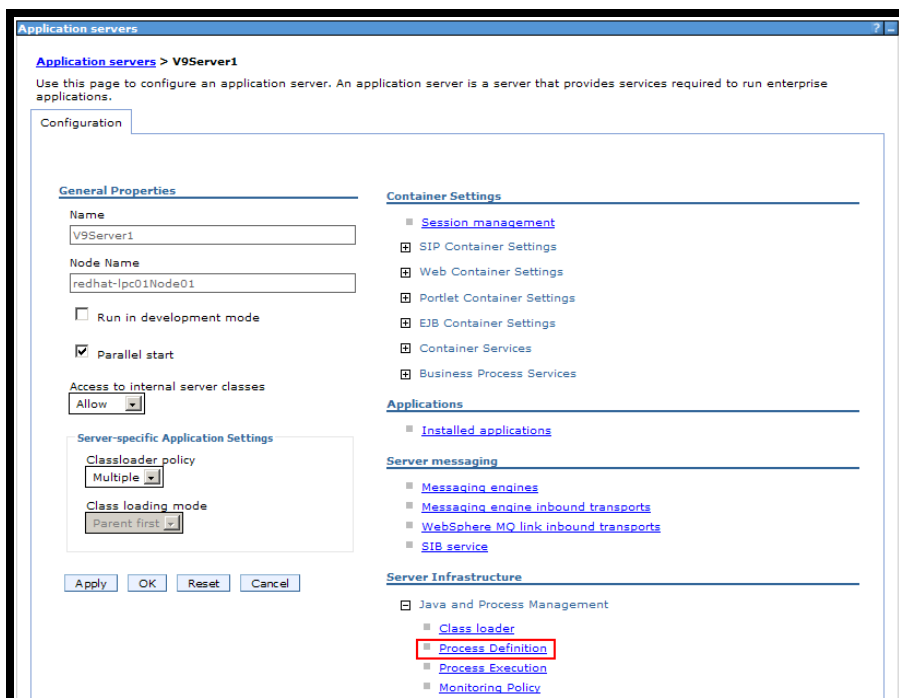 Application servers
? –
Application servers > V9Server1
Use this page to configure an application server. An application server is a server that provides services required to run enterprise
applications.
Configuration
General Properties
Name
V9Server1
Node Name
redhat-lpc01Node01
Run in development mode
Parallel start
Access to internal server classes
Allow
Server-specific Application Settings
Classloader policy
Multiple
Class loading mode
Parent first
Apply
OK
Reset
Cancel
Container Settings
Session management
SIP Container Settings
Web Container Settings
Portlet Container Settings
EJB Container Settings
Container Services
Business Process Services
Applications
Installed applications
Server messaging
Messaging engines
Messaging engine inbound transports
WebSphere MQ link inbound transports
SIB service
Server Infrastructure
Java and Process Management
Class loader
Process Definition
Process Execution
Monitoring Policy